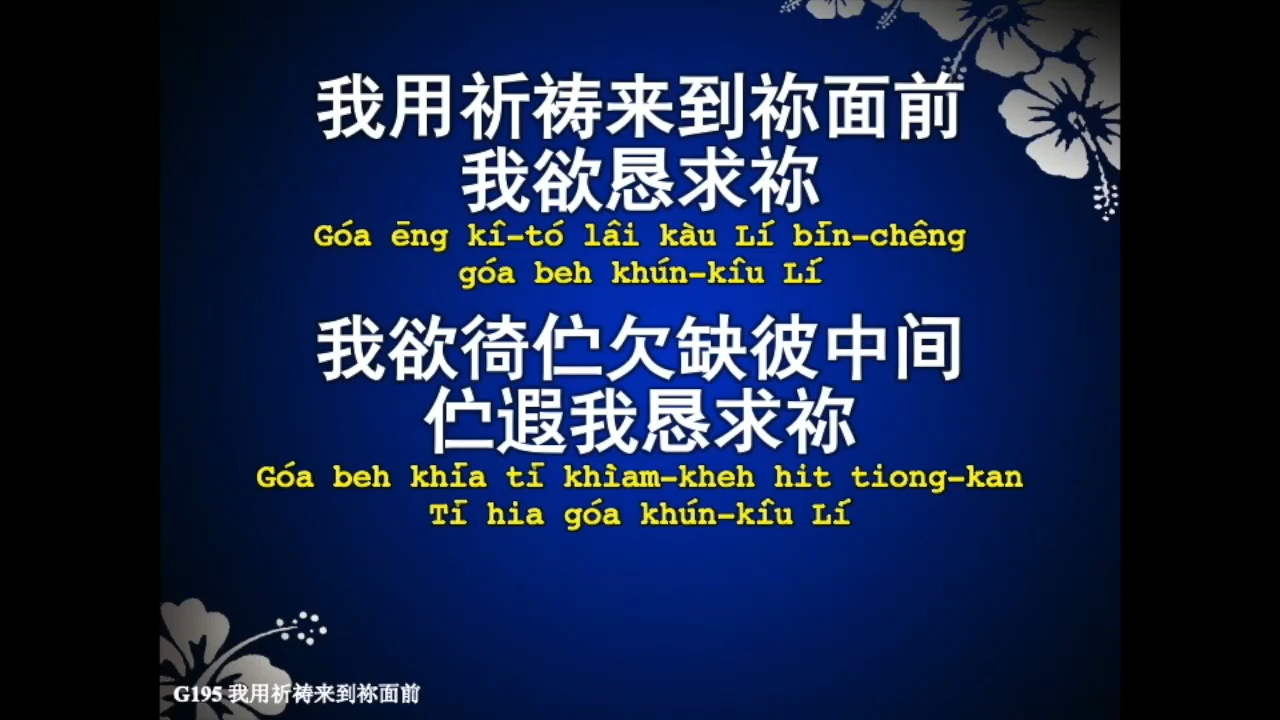 我用祈祷来到祢面前
我欲恳求祢
Góa ēng kî-tó lâi kàu Lí bīn-chêng
góa beh khún-kîu Lí
我欲徛伫欠缺彼中间
伫遐我恳求祢
Góa beh khīa tī khìam-kheh hit tiong-kan
Tī hia góa khún-kîu Lí
G195 我用祈祷来到祢面前